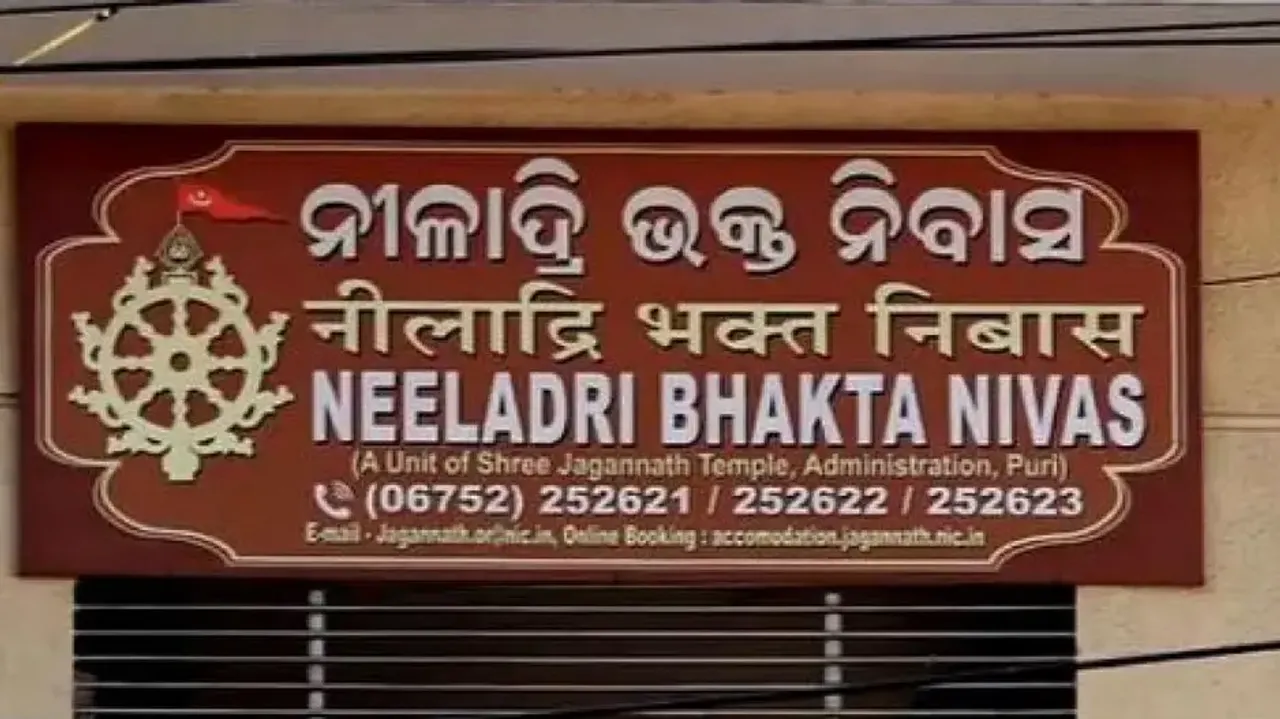 ନୀଳାଦ୍ରି ଭକ୍ତ ନିବାସ
नीलाद्रि भक्त निबास
NEELADRI BHAKTA NIVAS
(A Unit of Shree Jagannath Temple, Administration, Puri)
(06752) 252621 / 252622 / 252623
E-mail - Jagannath.or@nic.in, Online Booking : accomodation.jagannath.nic.in